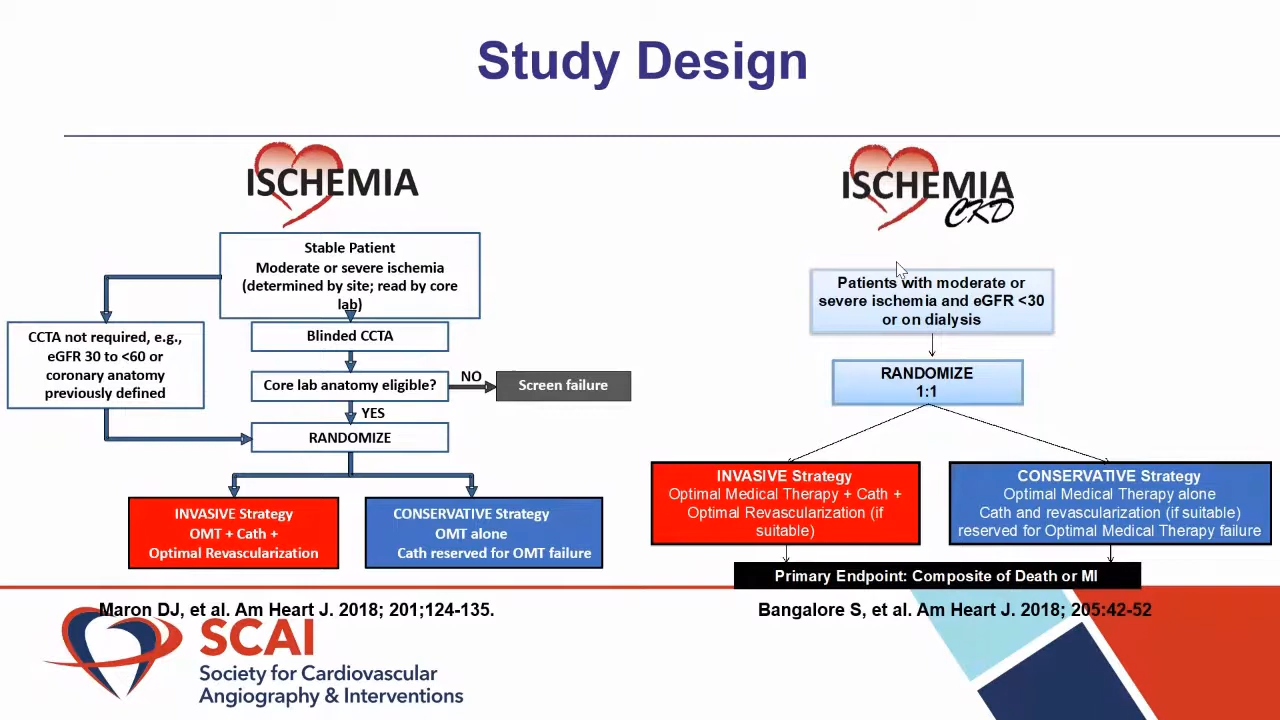 Study Design
ISCHEMIA
Stable Patient
Moderate or severe ischemia
(determined by site; read by core
lab)
CCTA not required, e.g.,
eGFR 30 to <60 or
coronary anatomy
previously defined
Blinded CCTA
Core lab anatomy eligible?
NO
Screen failure
YES
RANDOMIZE
INVASIVE Strategy
OMT + Cath +
Optimal Revascularization
CONSERVATIVE Strategy
OMT alone
Cath reserved for OMT failure
Maron DJ, et al. Am Heart J. 2018; 201;124-135.
ISCHEMIA
CKD
Patients with moderate or
severe ischemia and eGFR <30
or on dialysis
RANDOMIZE
1:1
INVASIVE Strategy
Optimal Medical Therapy + Cath +
Optimal Revascularization (if
suitable)
CONSERVATIVE Strategy
Optimal Medical Therapy alone
Cath and revascularization (if suitable)
reserved for Optimal Medical Therapy failure
Primary Endpoint: Composite of Death or MI
Bangalore S, et al. Am Heart J. 2018; 205:42-52
SCAI
Society for Cardiovascular
Angiography & Interventions